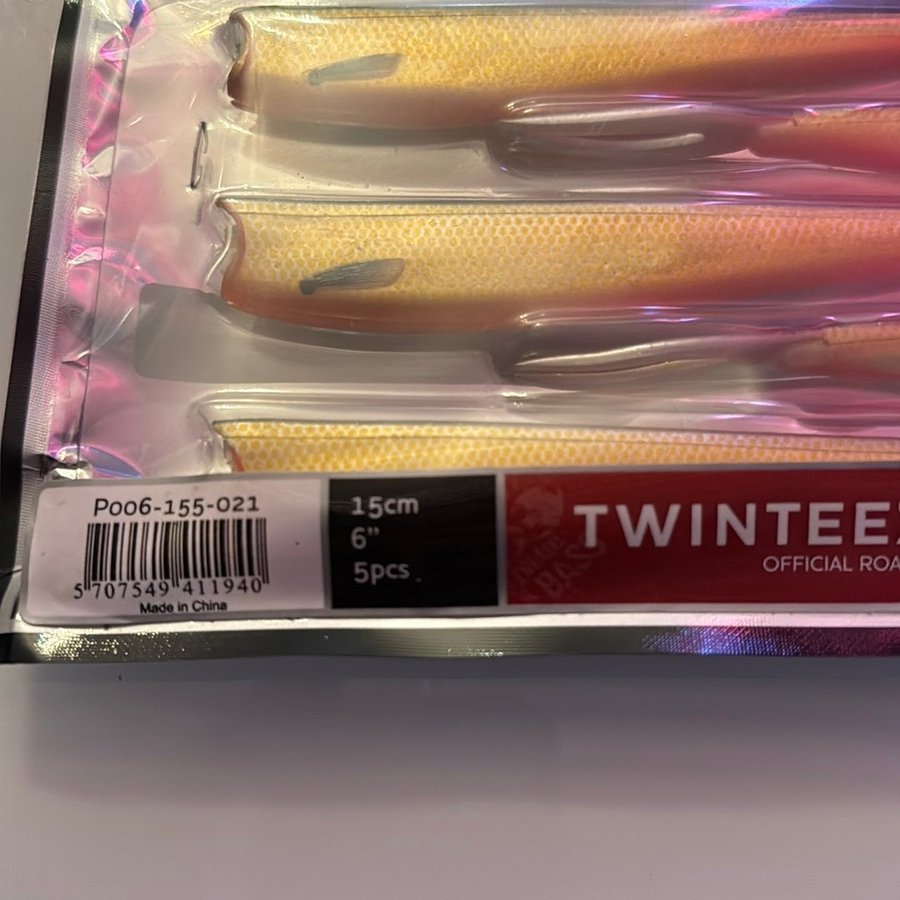 P006-155-021
5 707549 411940
Made in China
15cm
6”
5pcs
TWINTEE
OFFICIAL ROA